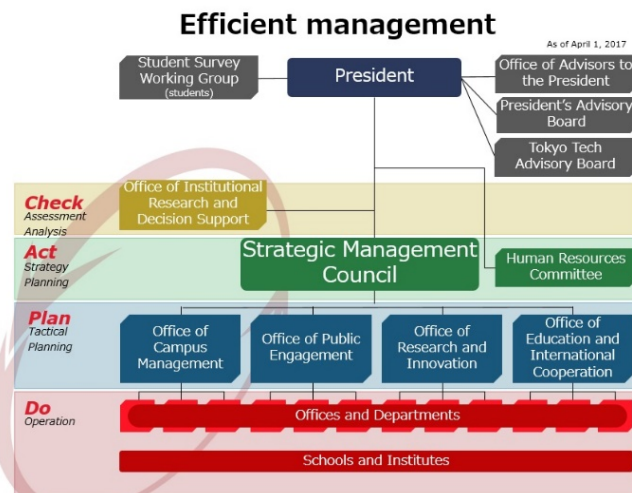 Efficient management
As of April 1, 2017
Student Survey
Working Group
(students)
President
Office of Advisors to
the President
President's Advisory
Board
Tokyo Tech
Advisory Board
Check
Assessment
Analysis
Office of Institutional
Research and
Decision Support
Act
Strategy
Planning
Strategic Management
Council
Human Resources
Committee
Plan
Tactical
Planning
Office of
Campus
Management
Office of Public
Engagement
Office of
Research and
Innovation
Office of
Education and
International
Cooperation
Do
Operation
Offices and Departments
Schools and Institutes